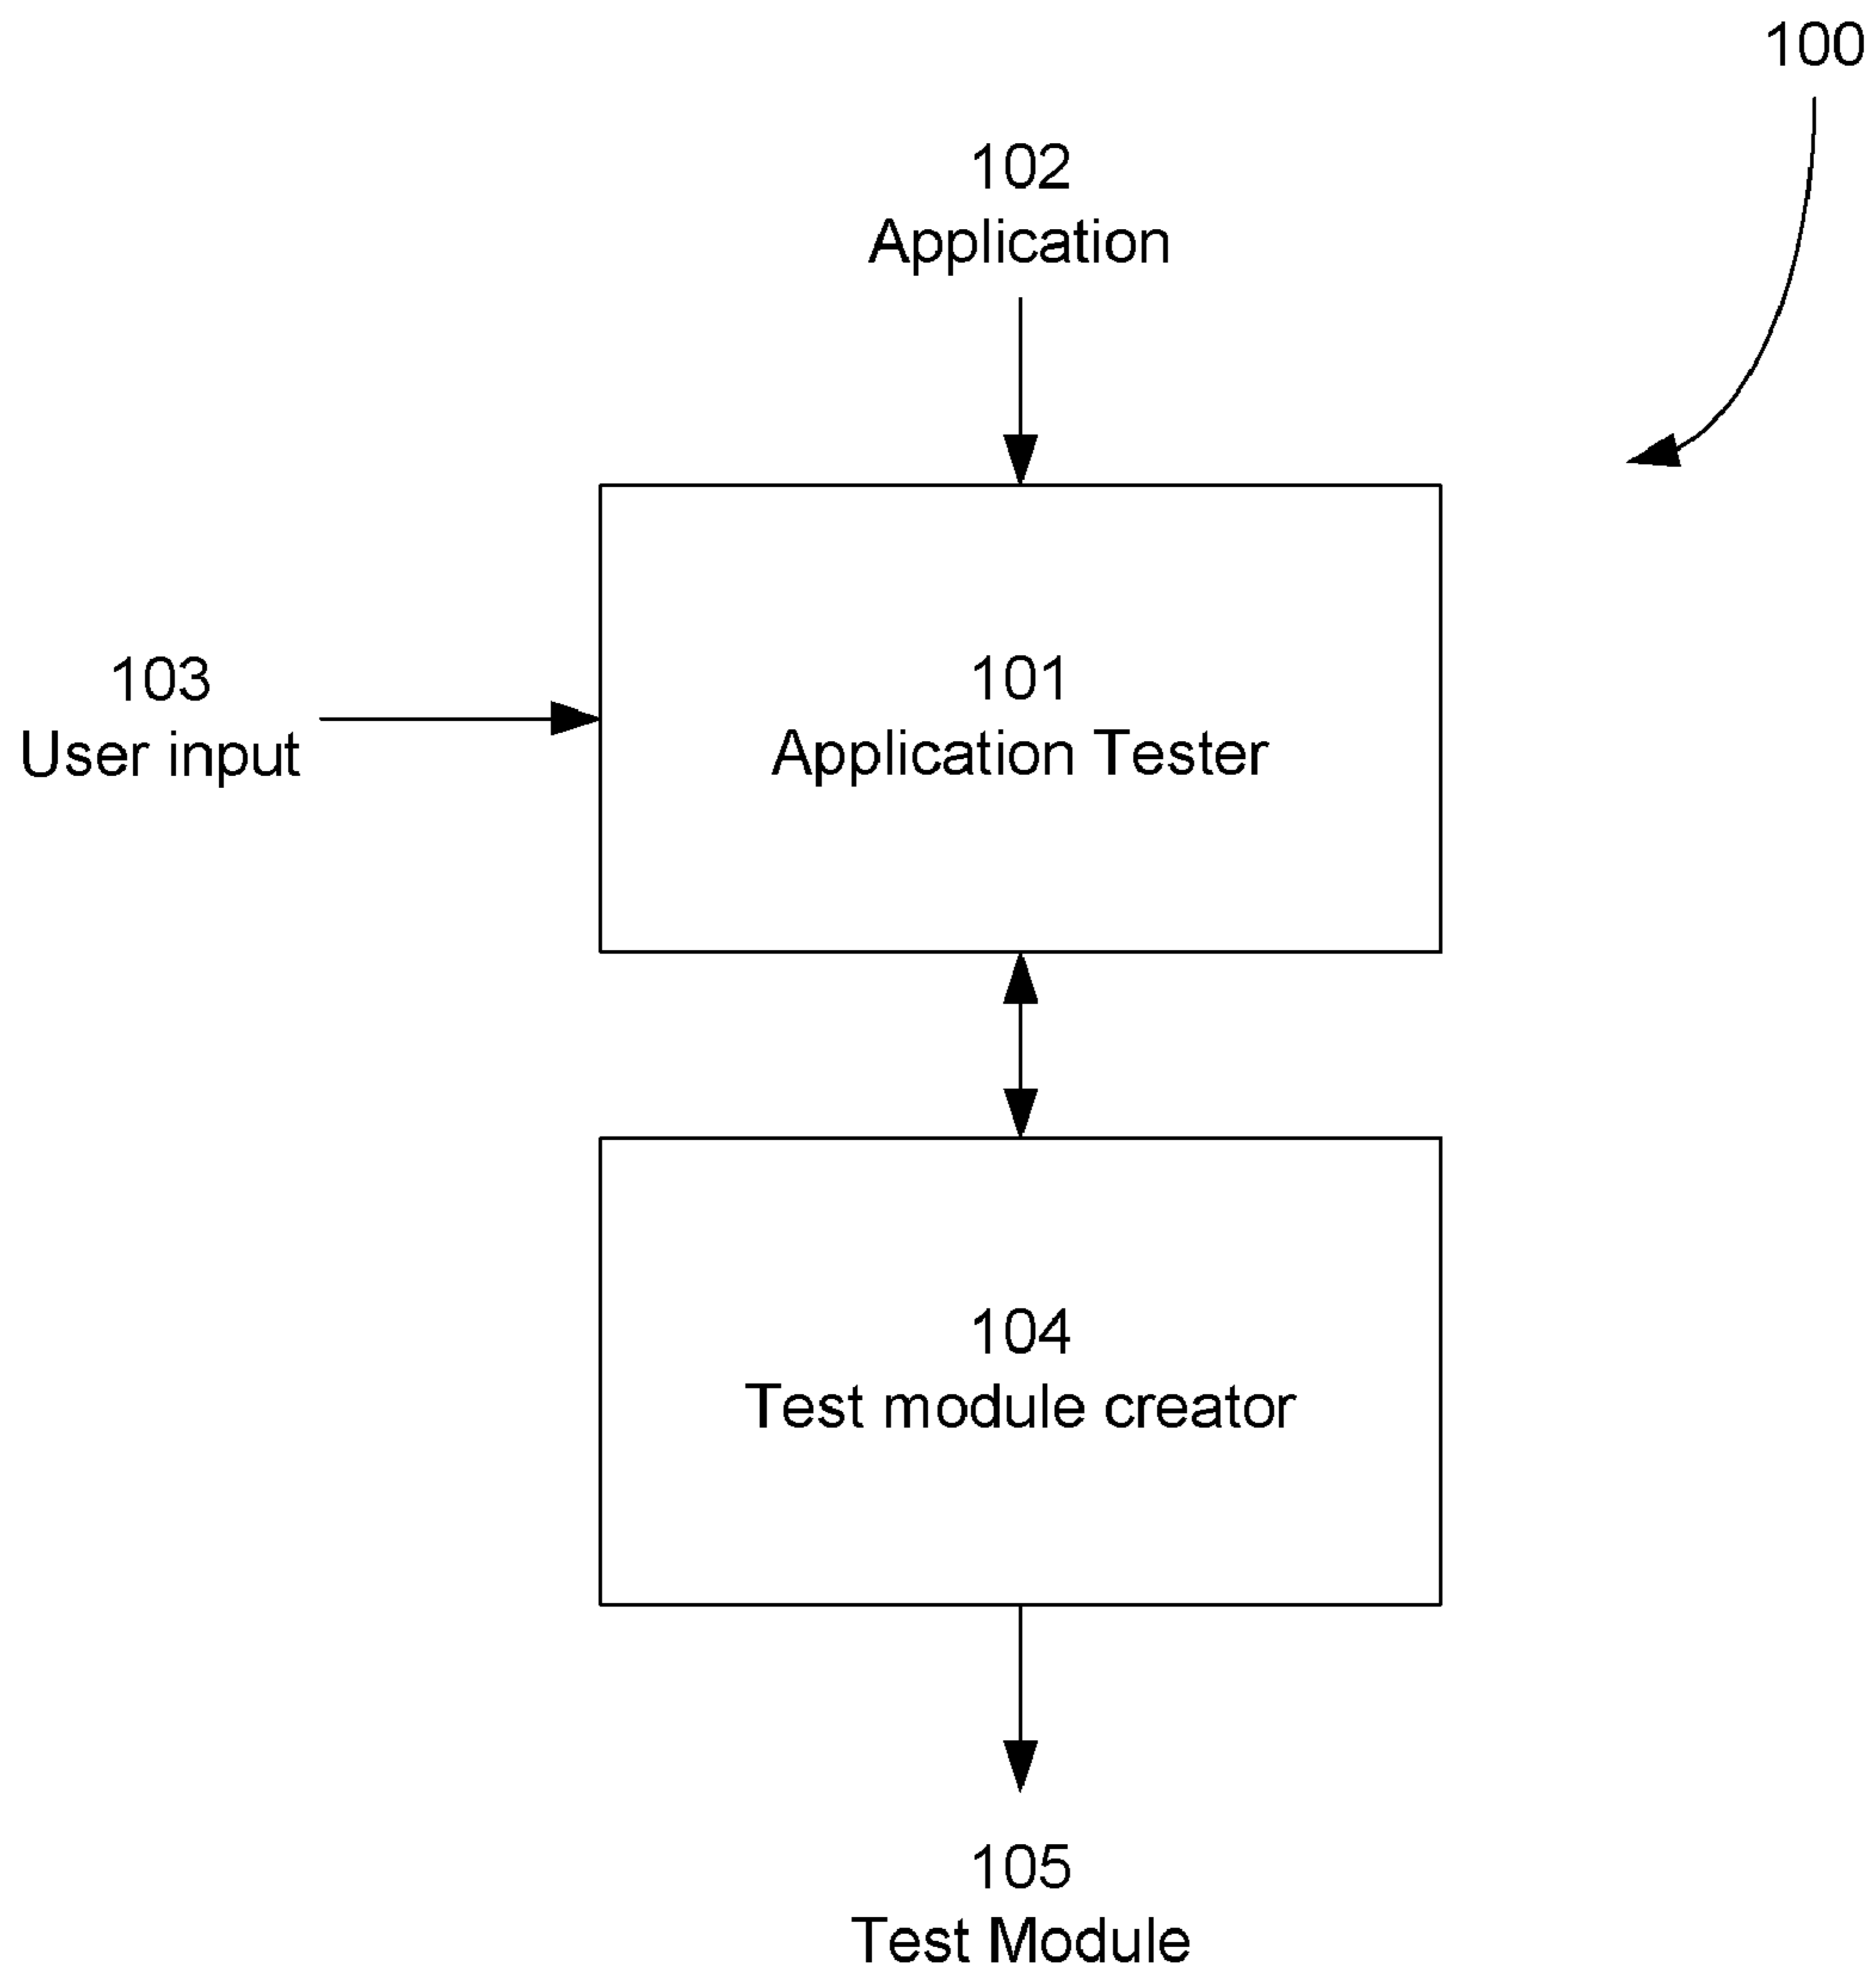 100
102
Application
103
User input
101
Application Tester
104
Test module creator
105
Test Module